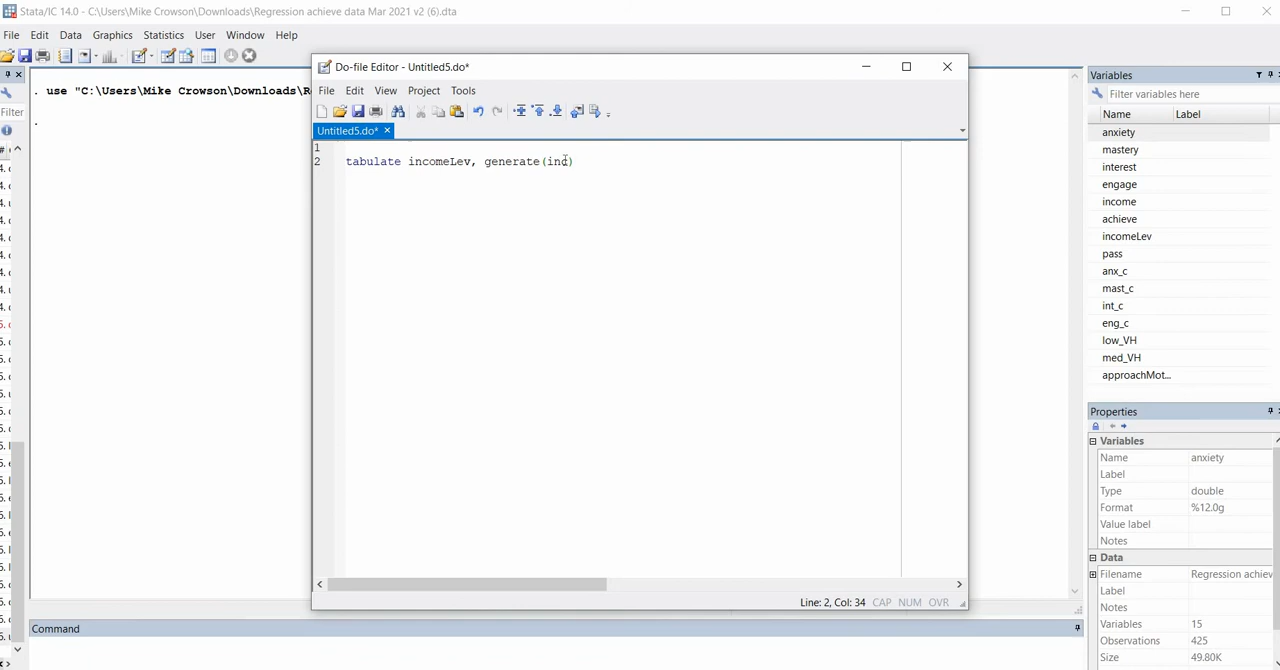 Stata/IC 14.0 - C:\Users\Mike Crowson\Downloads\Regression achieve data Mar 2021 v2 (6).dta
File Edit Data Graphics Statistics User Window Help
. use "C:\Users\Mike Crowson\Downloads\R
.
Filter
#
Do-file Editor - Untitled5.do*
File Edit View Project Tools
Untitled5.do*
1
2 tabulate incomeLev, generate(inc)
Line: 2, Col: 34 CAP NUM OVR
Command
Variables
Filter variables here
Name Label
anxiety
mastery
interest
engage
income
achieve
incomeLev
pass
anx_c
mast_c
int_c
eng_c
low_VH
med_VH
approachMot...
Properties
Variables
Name anxiety
Label
Type double
Format %12.0g
Value label
Notes
Data
Filename Regression achiev
Label
Notes
Variables 15
Observations 425
Size 49.80K